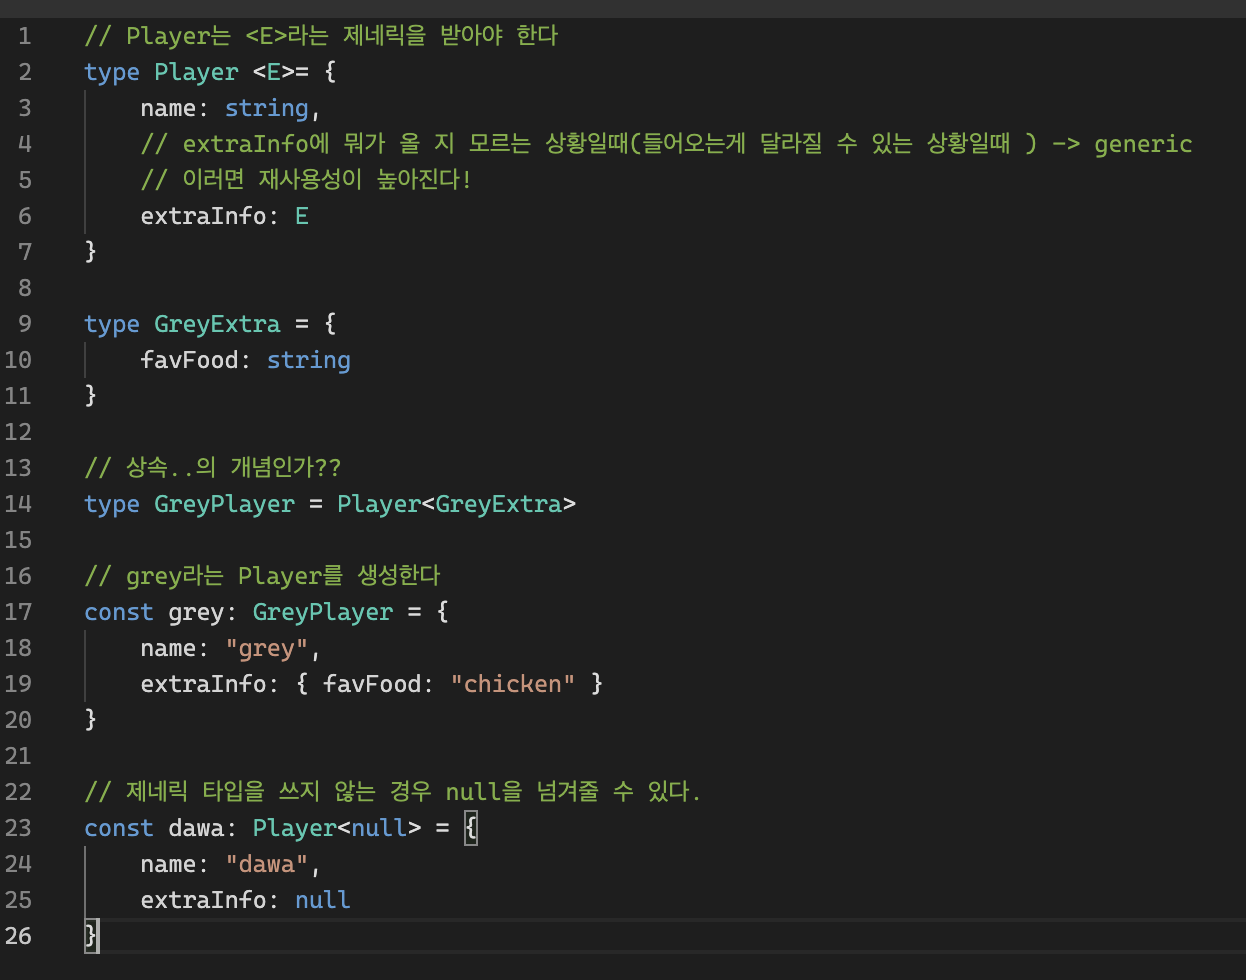 1 // Player는 <E>라는 제네릭을 받아야 한다
2 type Player <E>= {
3     name: string,
4     // extraInfo에 뭐가 올 지 모르는 상황일때(들어오는게 달라질 수 있는 상황일때 ) -> generic
5     // 이러면 재사용성이 높아진다!
6     extraInfo: E
7 }
8
9 type GreyExtra = {
10     favFood: string
11 }
12
13 // 상속..의 개념인가??
14 type GreyPlayer = Player<GreyExtra>
15
16 // grey라는 Player를 생성한다
17 const grey: GreyPlayer = {
18     name: "grey",
19     extraInfo: { favFood: "chicken" }
20 }
21
22 // 제네릭 타입을 쓰지 않는 경우 null을 넘겨줄 수 있다.
23 const dawa: Player<null> = {
24     name: "dawa",
25     extraInfo: null
26 }